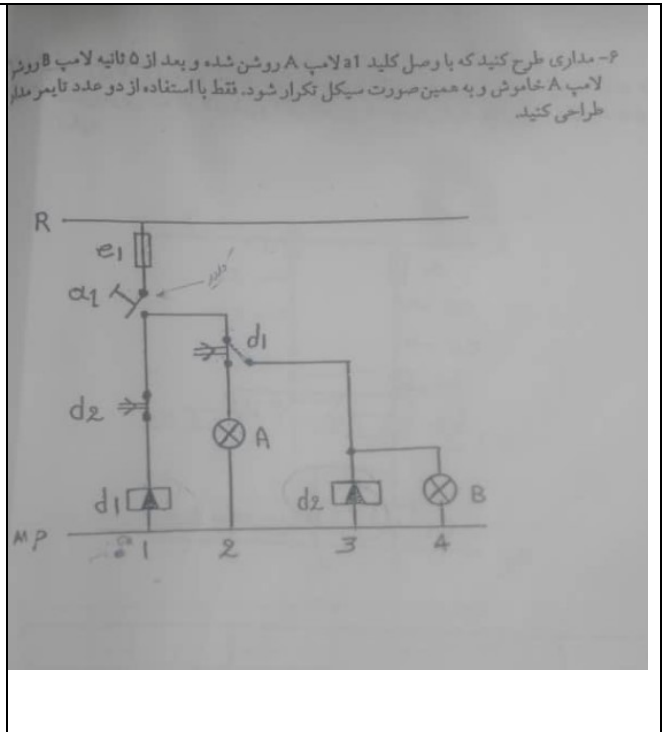 ۶- مداری طرح کنید که با وصل کلید a1 لامپ A روشن شده و بعد از ۵ ثانیه لامپ B
لامپ A خاموش و به همین صورت سیکل تکرار شود. فقط با استفاده از دو عدد تایمر
طراحی کنید.
R
e1
a1
d1
d2
A
d1
d2
B
MP
1 2 3 4